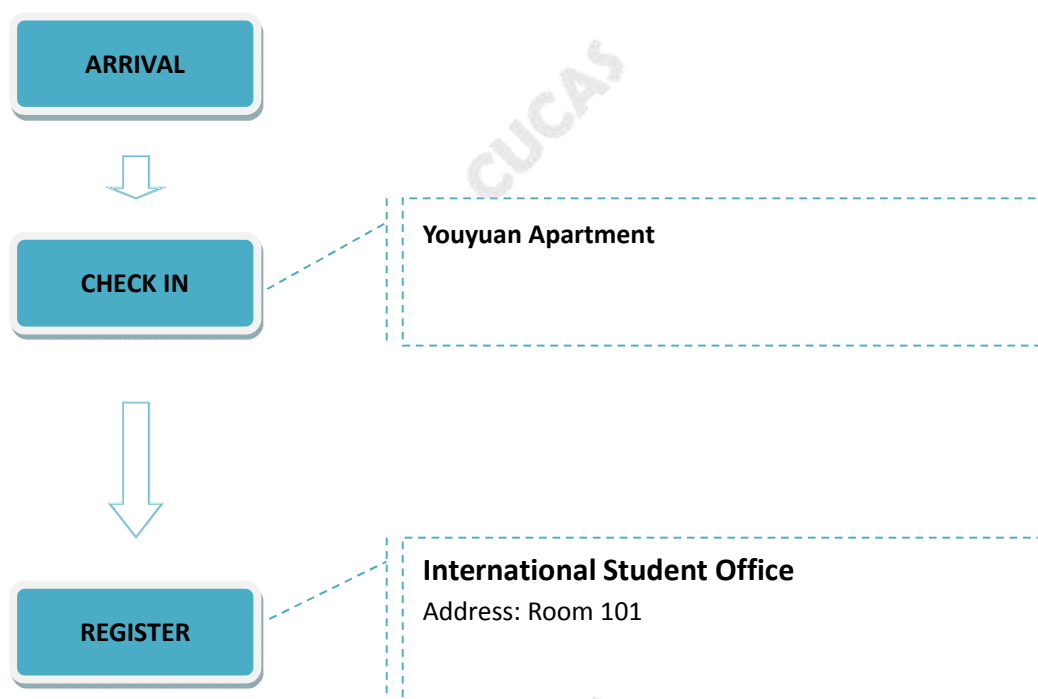 ARRIVAL
CUCAS
CHECK IN
Youyuan Apartment
REGISTER
International Student Office
Address: Room 101